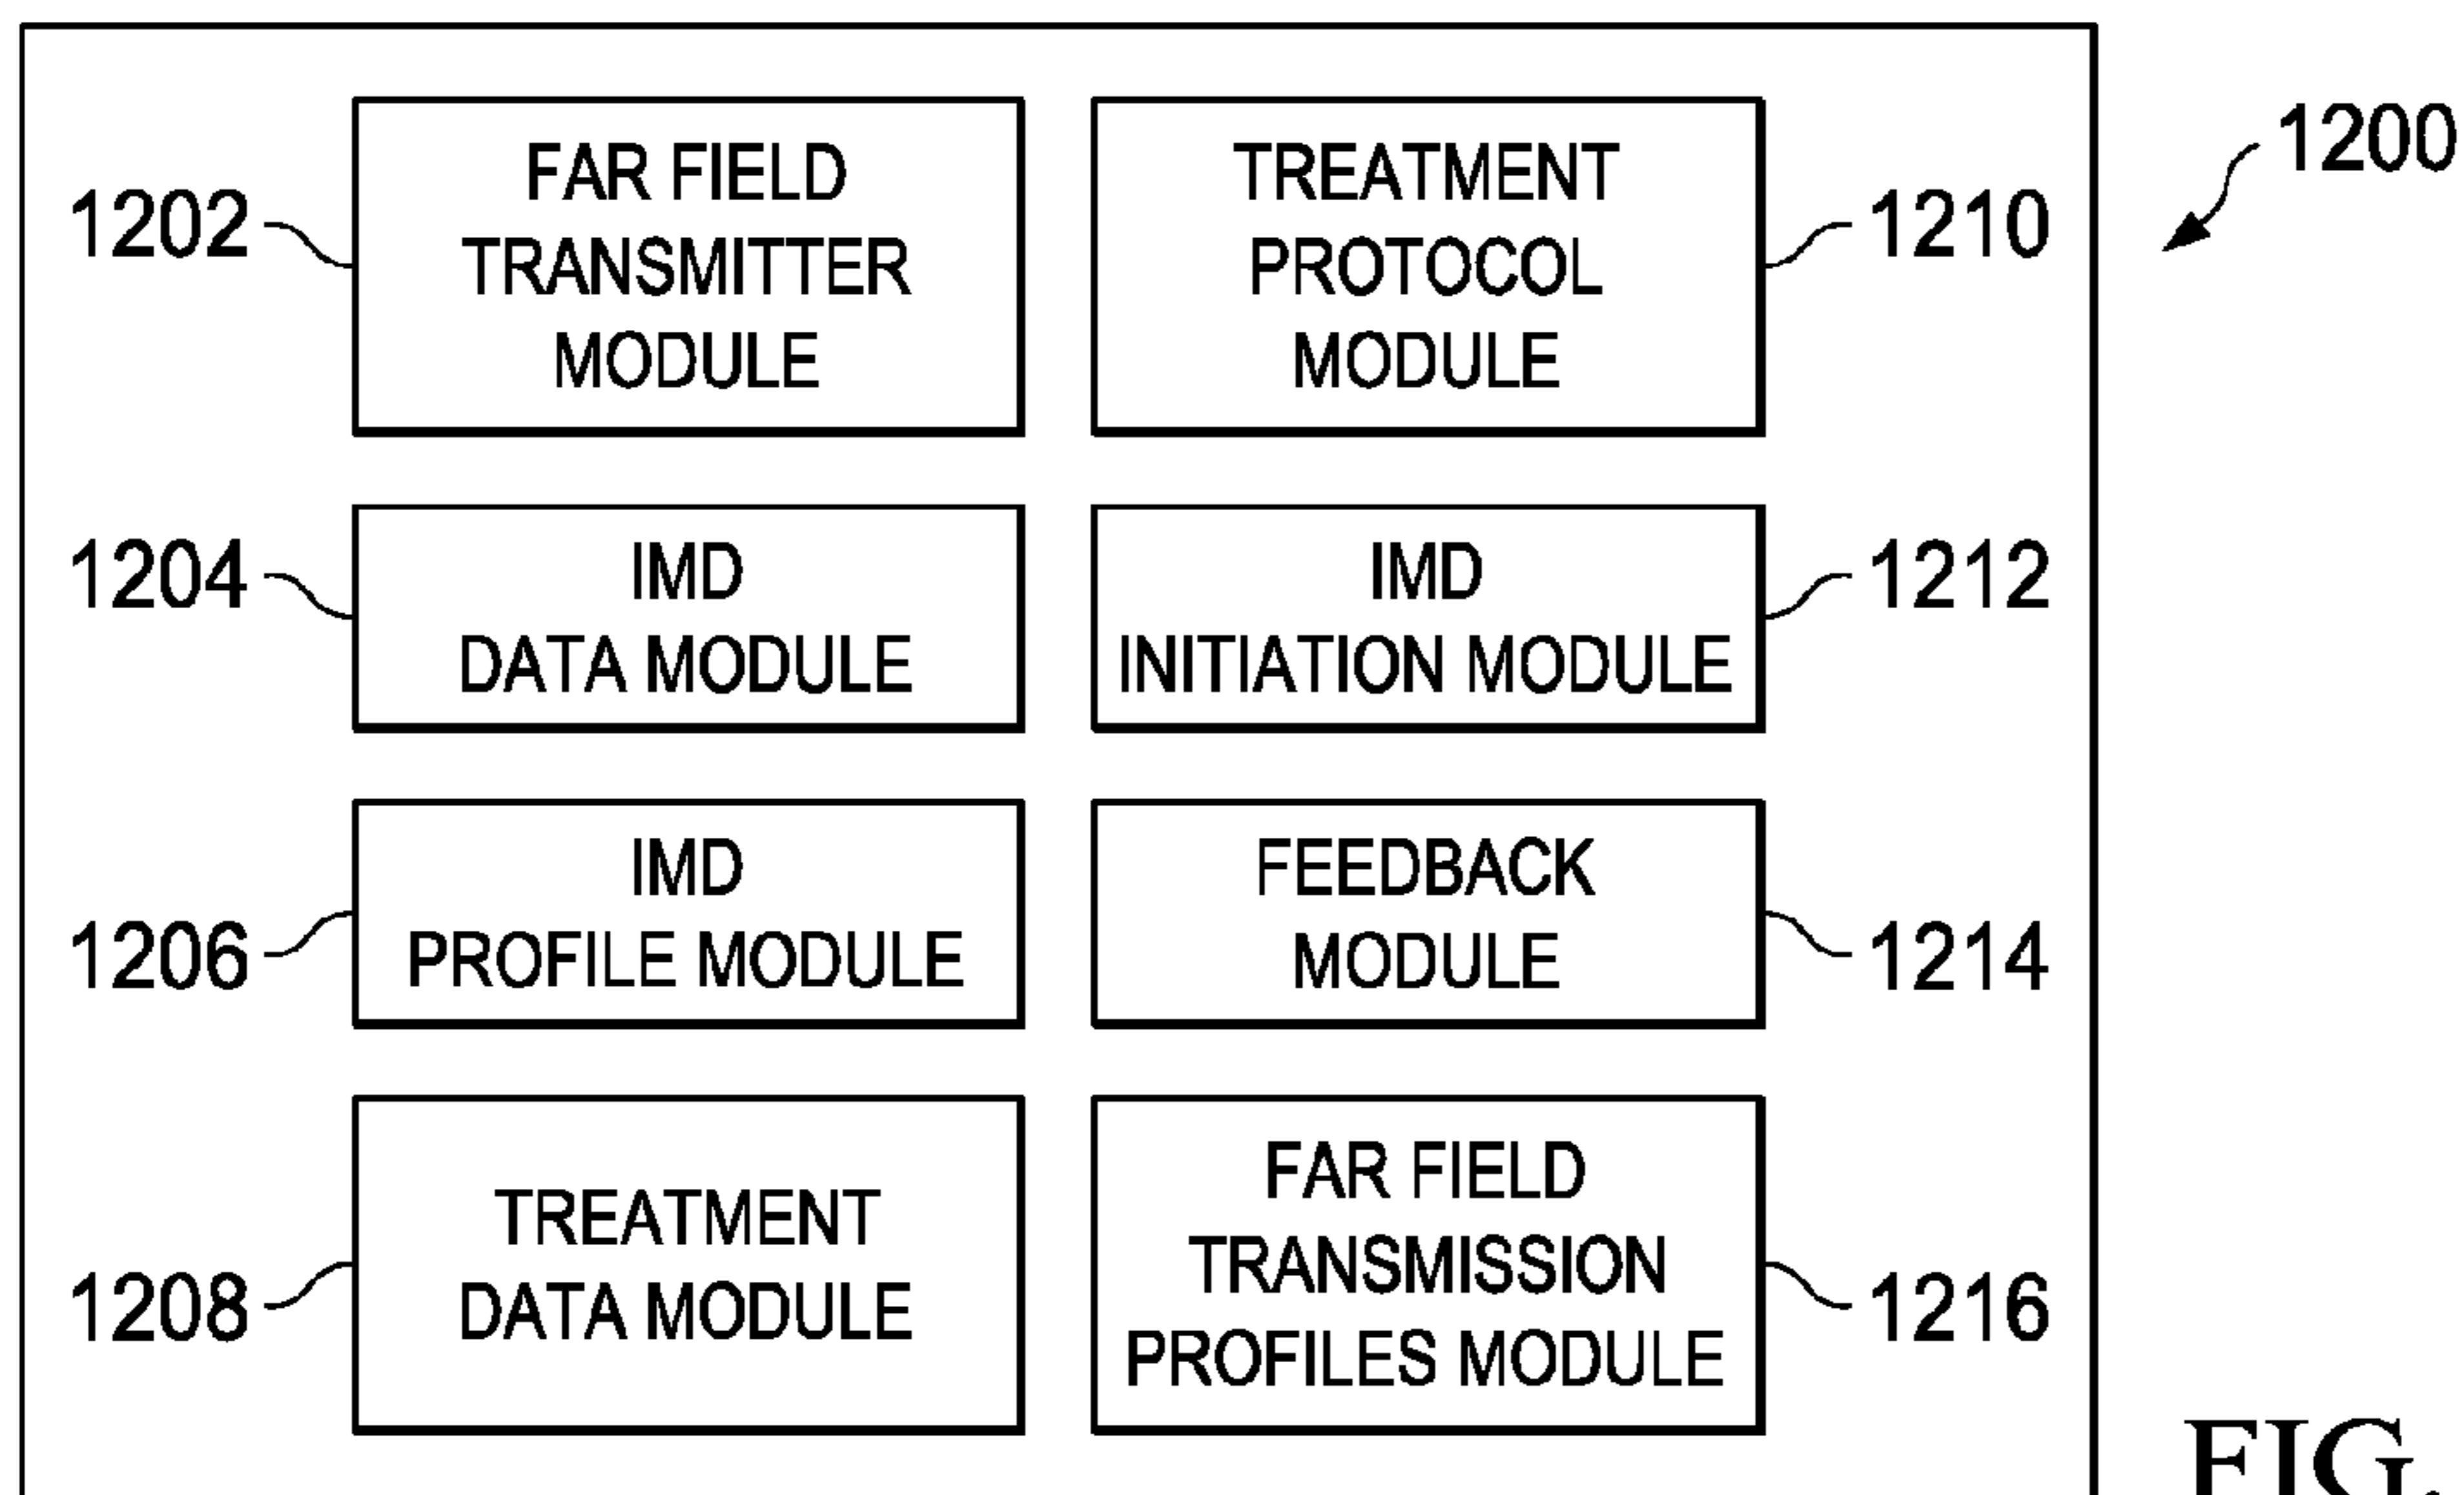 1200
1202
FAR FIELD
TRANSMITTER
MODULE
TREATMENT
PROTOCOL
MODULE
1210
1204
IMD
DATA MODULE
IMD
INITIATION MODULE
1212
1206
IMD
PROFILE MODULE
FEEDBACK
MODULE
1214
1208
TREATMENT
DATA MODULE
FAR FIELD
TRANSMISSION
PROFILES MODULE
1216
FIG.